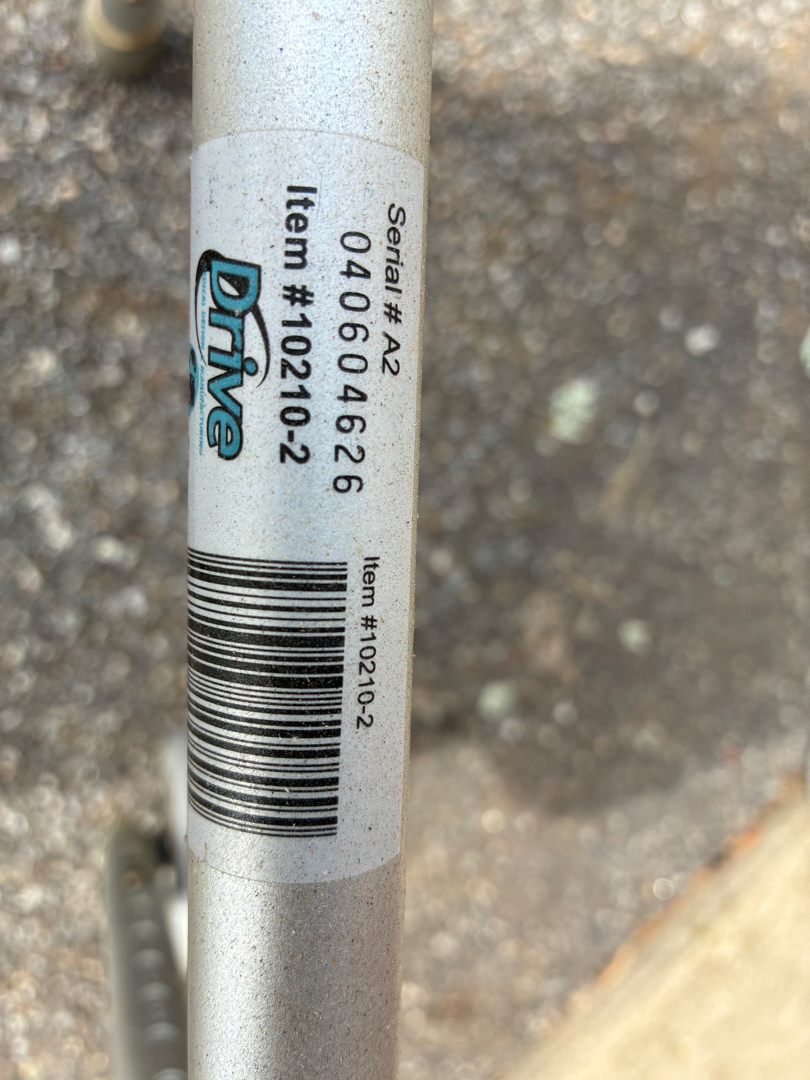 Serial # A2
040604626
Item #10210-2
Drive
Item #10210-2